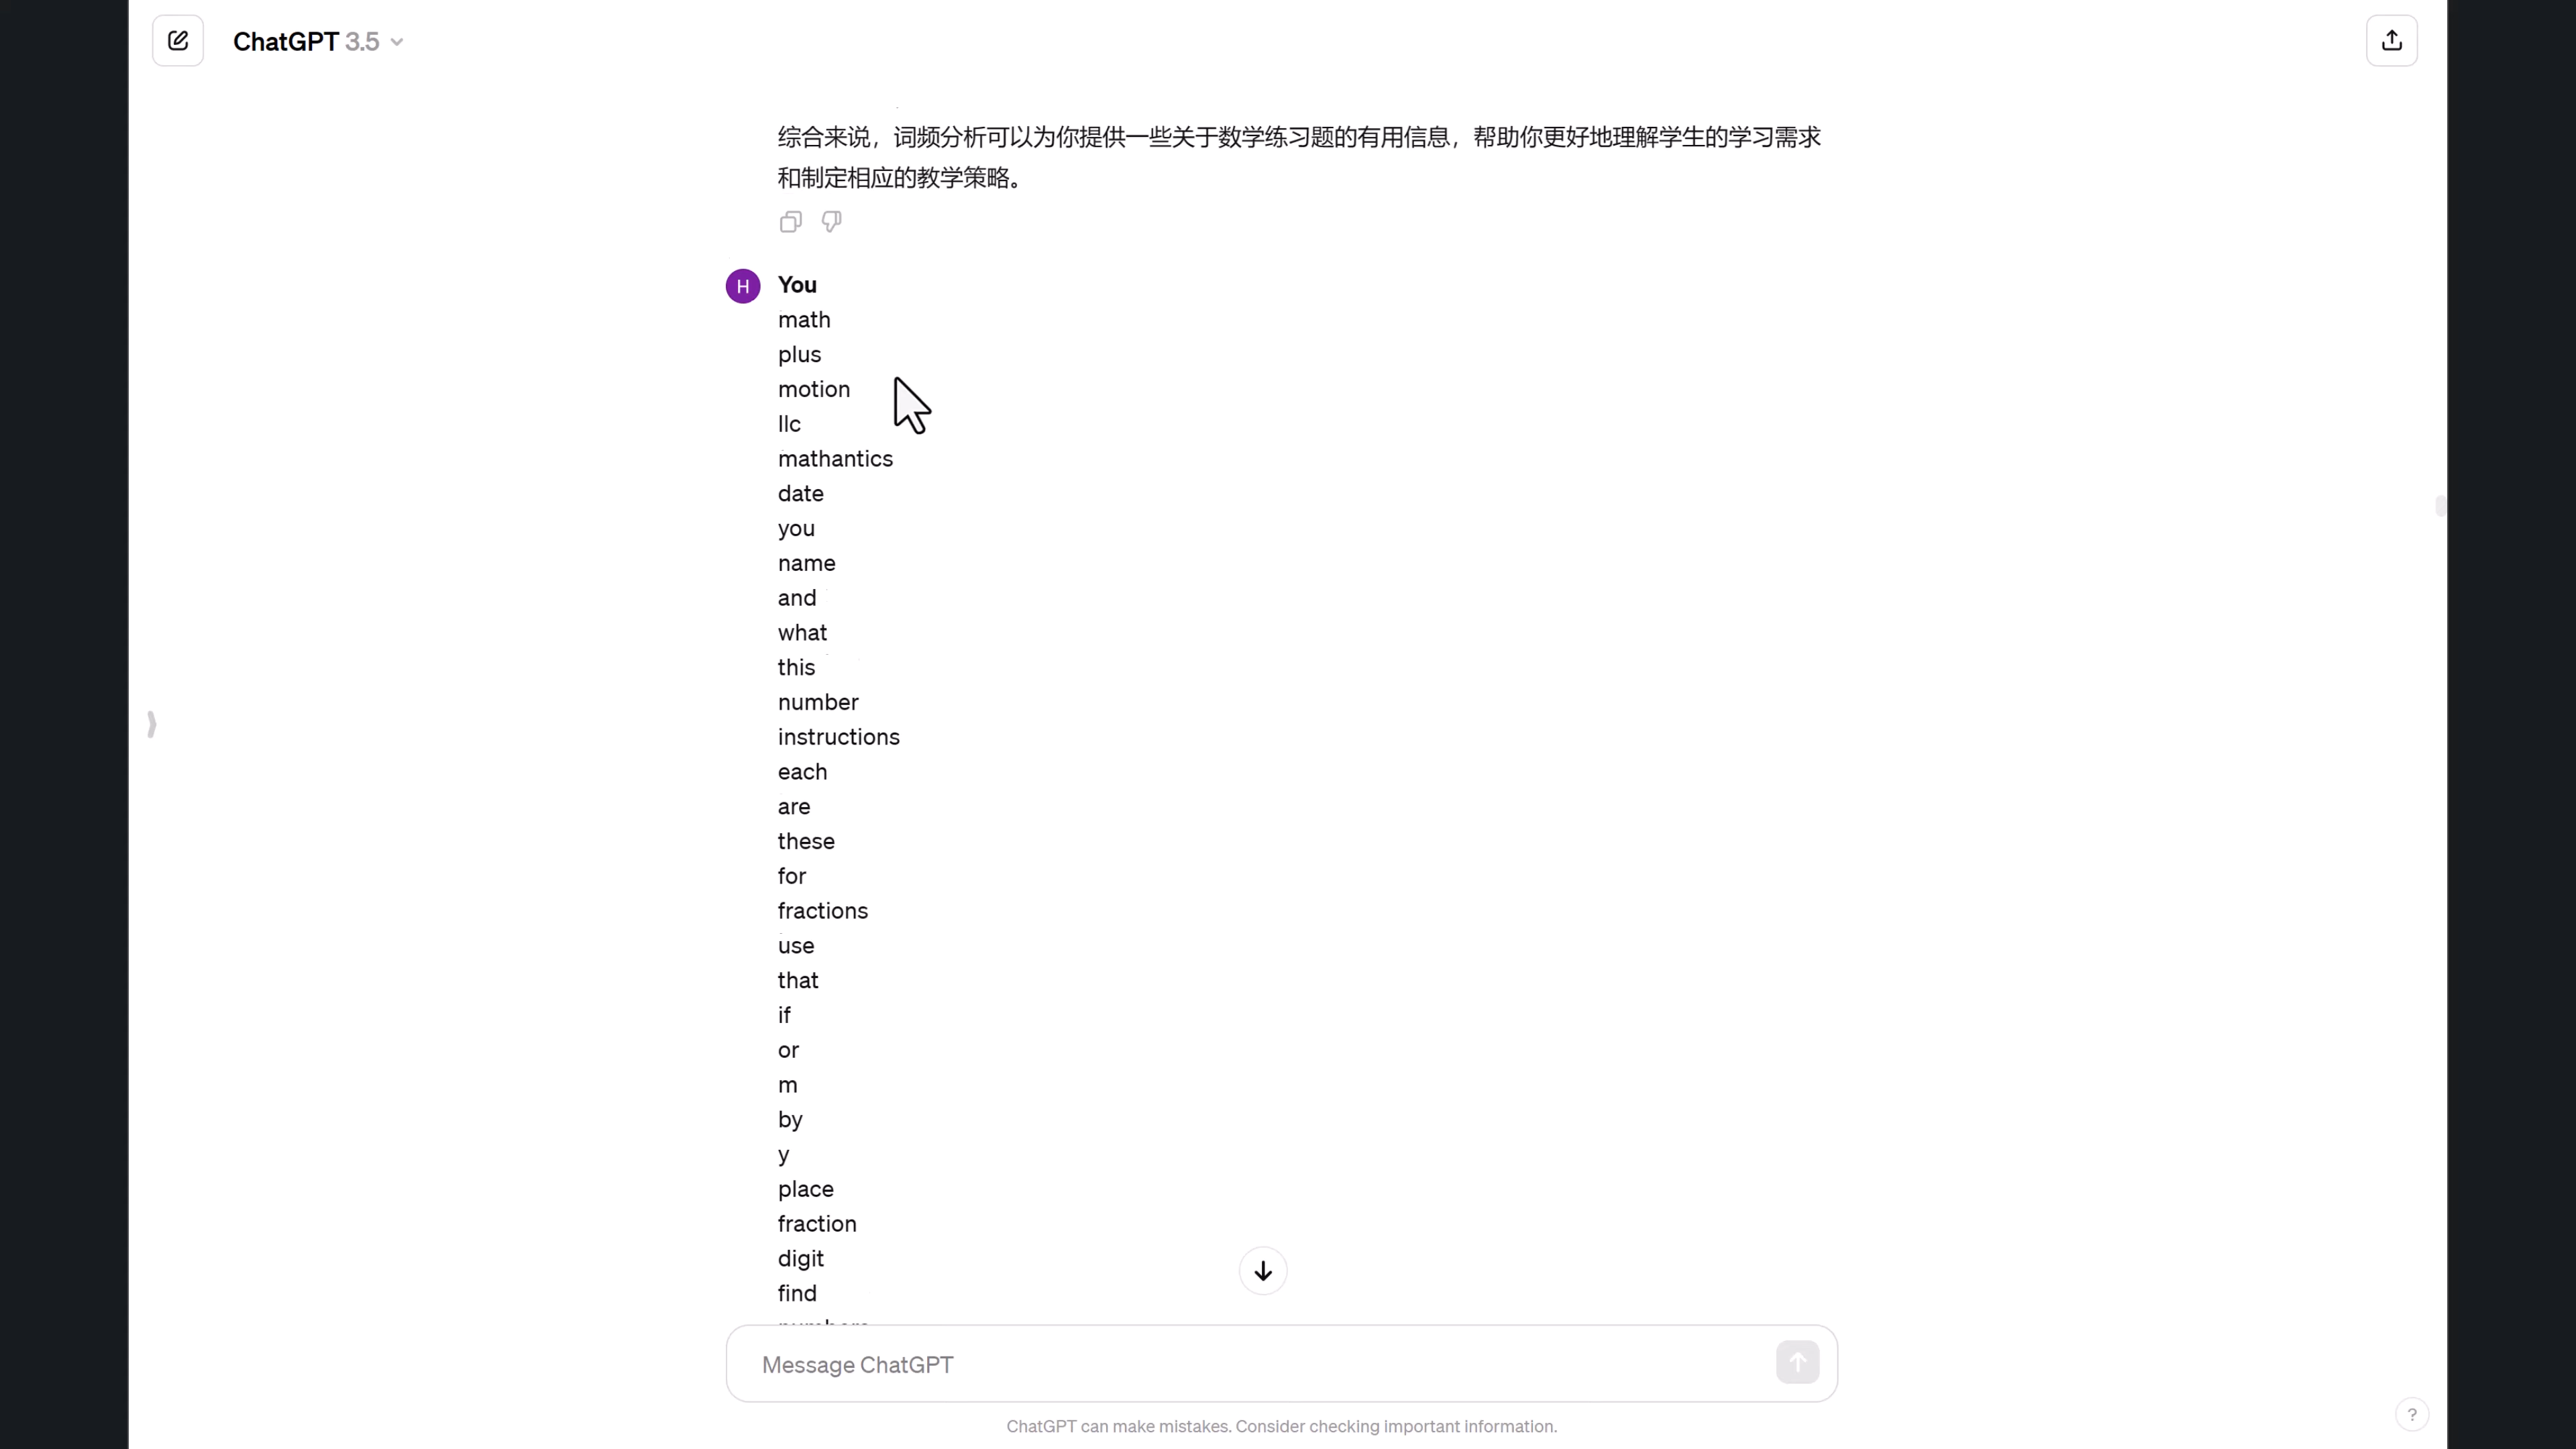 ChatGPT 3.5
综合来说，词频分析可以为你提供一些关于数学练习题的有用信息，帮助你更好地理解学生的学习需求
和制定相应的教学策略。
H
You
math
plus
motion
llc
mathantics
date
you
name
and
what
this
number
instructions
each
are
these
for
fractions
use
that
if
or
m
by
y
place
fraction
digit
find
Message ChatGPT
ChatGPT can make mistakes. Consider checking important information.
?